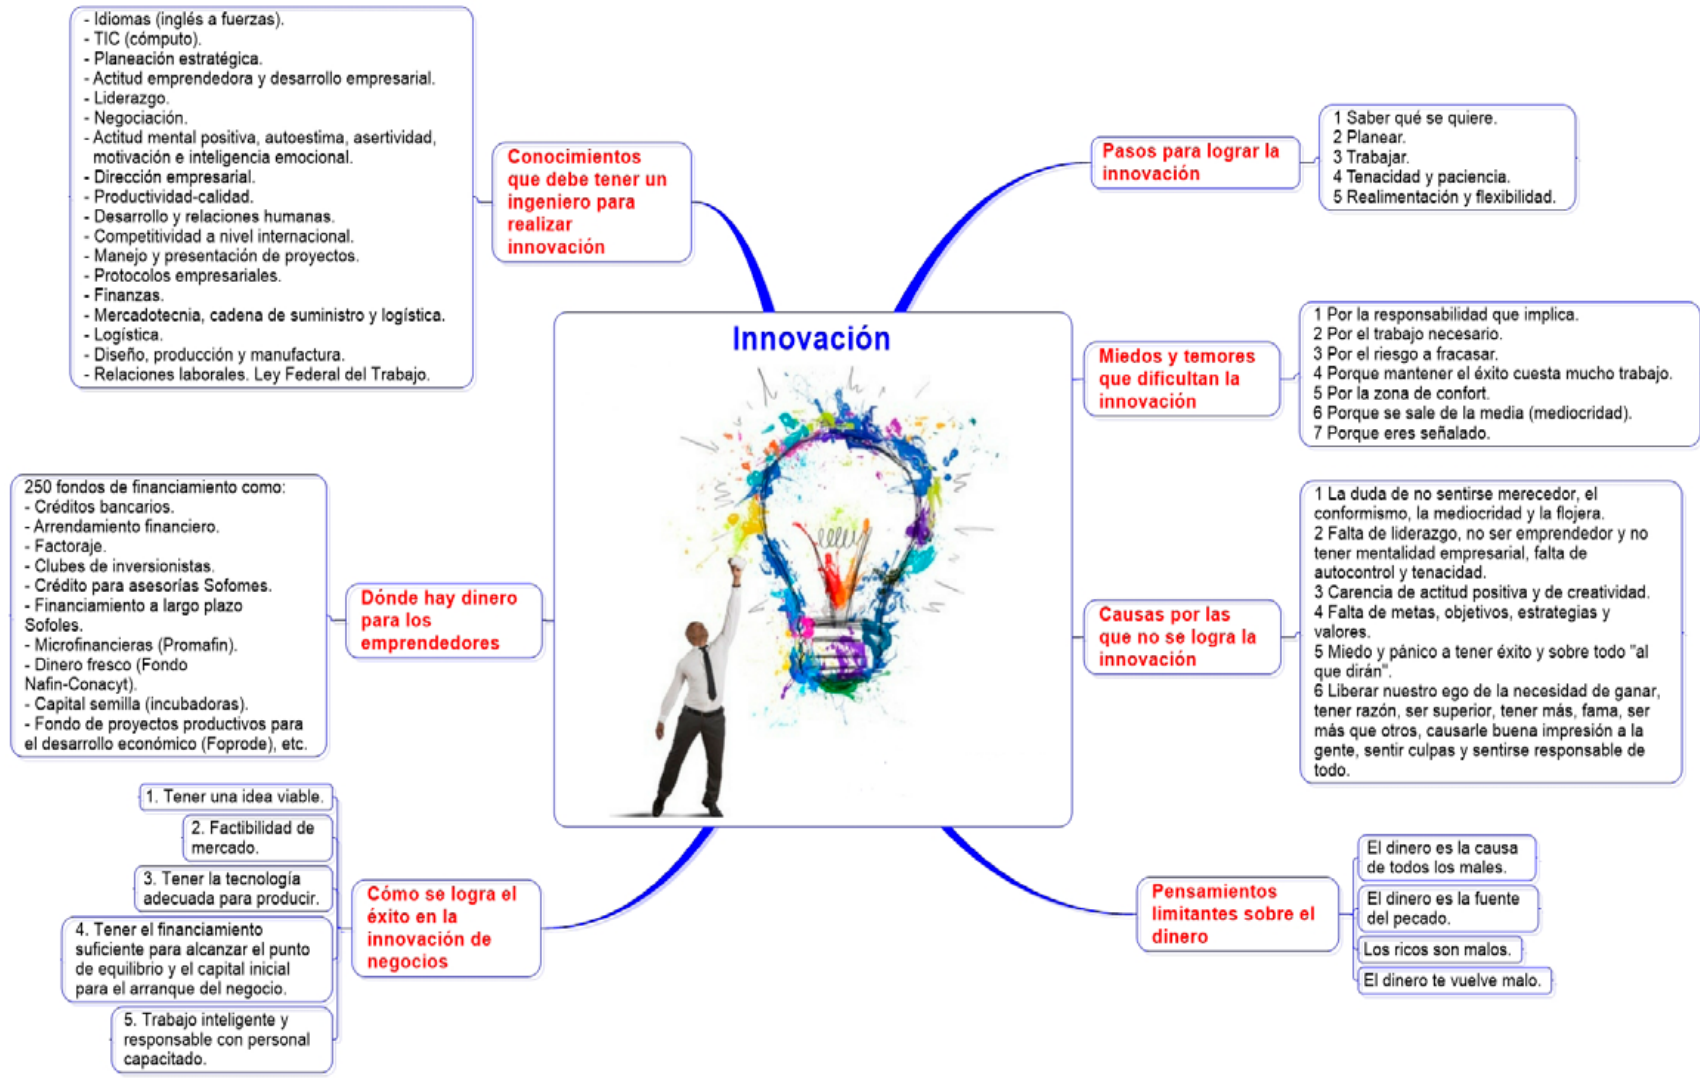 Innovación
Pasos para lograr la
innovación
1 Saber qué se quiere.
2 Planear.
3 Trabajar.
4 Tenacidad y paciencia.
5 Realimentación y flexibilidad.
Miedos y temores
que dificultan la
innovación
1 Por la responsabilidad que implica.
2 Por el trabajo necesario.
3 Por el riesgo a fracasar.
4 Porque mantener el éxito cuesta mucho trabajo.
5 Por la zona de confort.
6 Porque se sale de la media (mediocridad).
7 Porque eres señalado.
Causas por las
que no se logra la
innovación
1 La duda de no sentirse merecedor, el
conformismo, la mediocridad y la flojera.
2 Falta de liderazgo, no ser emprendedor y no
tener mentalidad empresarial, falta de
autocontrol y tenacidad.
3 Carencia de actitud positiva y de creatividad.
4 Falta de metas, objetivos, estrategias y
valores.
5 Miedo y pánico a tener éxito y sobre todo "al
que dirán".
6 Liberar nuestro ego de la necesidad de ganar,
tener razón, ser superior, tener más, fama, ser
más que otros, causarle buena impresión a la
gente, sentir culpas y sentirse responsable de
todo.
Pensamientos
limitantes sobre el
dinero
El dinero es la causa
de todos los males.
El dinero es la fuente
del pecado.
Los ricos son malos.
El dinero te vuelve malo.
Cómo se logra el
éxito en la
innovación de
negocios
1. Tener una idea viable.
2. Factibilidad de
mercado.
3. Tener la tecnología
adecuada para producir.
4. Tener el financiamiento
suficiente para alcanzar el punto
de equilibrio y el capital inicial
para el arranque del negocio.
5. Trabajo inteligente y
responsable con personal
capacitado.
Dónde hay dinero
para los
emprendedores
250 fondos de financiamiento como:
- Créditos bancarios.
- Arrendamiento financiero.
- Factoraje.
- Clubes de inversionistas.
- Crédito para asesorías Sofomes.
- Financiamiento a largo plazo
Sofoles.
- Microfinancieras (Promafin).
- Dinero fresco (Fondo
Nafin-Conacyt).
- Capital semilla (incubadoras).
- Fondo de proyectos productivos para
el desarrollo económico (Foprode), etc.
Conocimientos
que debe tener un
ingeniero para
realizar
innovación
- Idiomas (inglés a fuerzas).
- TIC (cómputo).
- Planeación estratégica.
- Actitud emprendedora y desarrollo empresarial.
- Liderazgo.
- Negociación.
- Actitud mental positiva, autoestima, asertividad,
motivación e inteligencia emocional.
- Dirección empresarial.
- Productividad-calidad.
- Desarrollo y relaciones humanas.
- Competitividad a nivel internacional.
- Manejo y presentación de proyectos.
- Protocolos empresariales.
- Finanzas.
- Mercadotecnia, cadena de suministro y logística.
- Logística.
- Diseño, producción y manufactura.
- Relaciones laborales. Ley Federal del Trabajo.